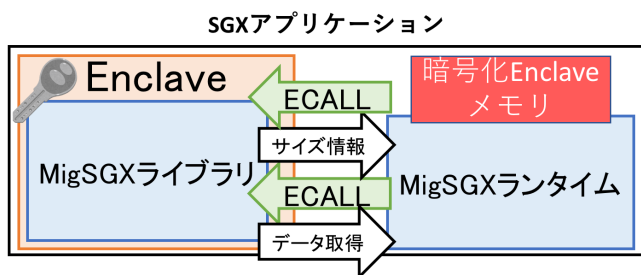 SGXアプリケーション
Enclave
暗号化Enclave
メモリ
ECALL
サイズ情報
MigSGXライブラリ
MigSGXランタイム
ECALL
データ取得